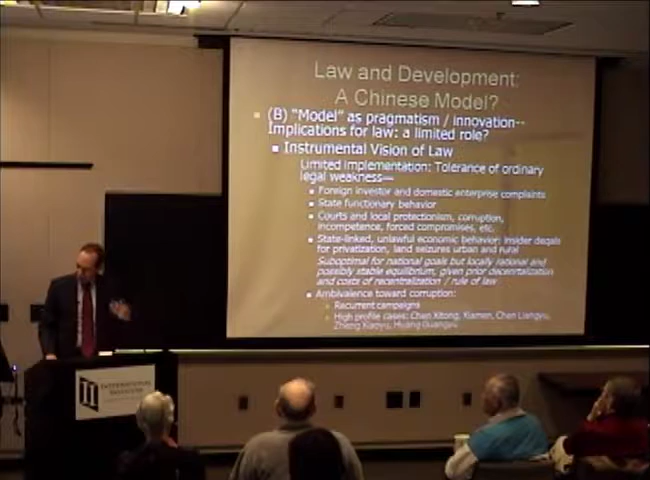 Law and Development:
A Chinese Model?
(B) "Model" as pragmatism / innovation--
Implications for law: a limited role?
Instrumental Vision of Law
Limited implementation: Tolerance of ordinary
legal weakness—
Foreign investor and domestic enterprise complaints
State functionary behavior
Courts and local protectionism, corruption,
incompetence, forced compromises, etc.
State-linked, unlawful economic behavior: insider deals
for privatization, land seizures urban and rural
Suboptimal for national goals but locally rational and
possibly stable equilibrium, given prior decentralization
and costs of recentralization / rule of law
Ambivalence toward corruption:
Recurrent campaigns
High profile cases: Chen Xitong, Xiamen, Chen Liangyu,
Zheng Xiaoyu, Huang Guangyu
INTERNATIONAL
INSTITUTE